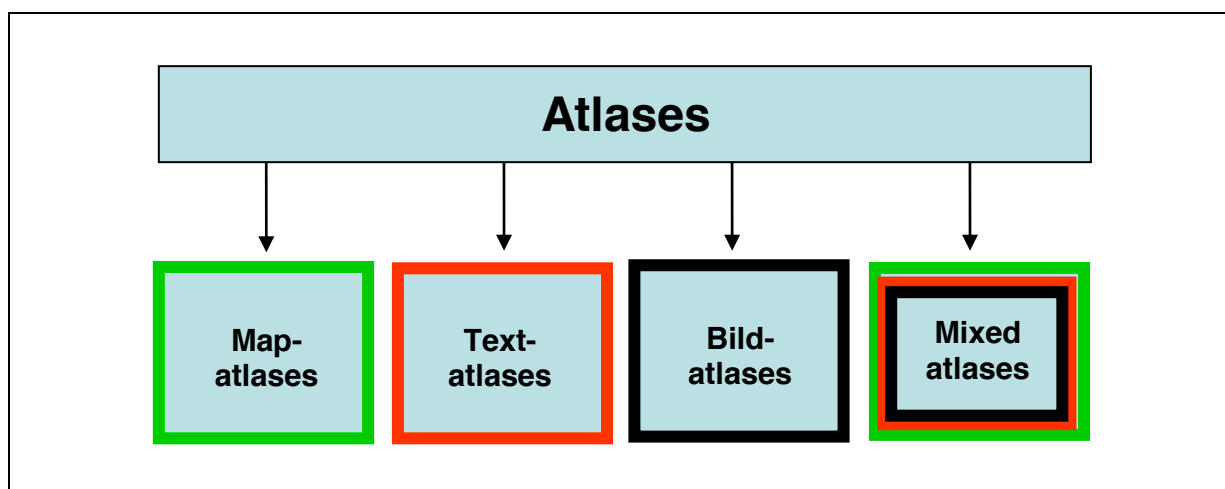 Atlases
Map-
atlases
Text-
atlases
Bild-
atlases
Mixed
atlases